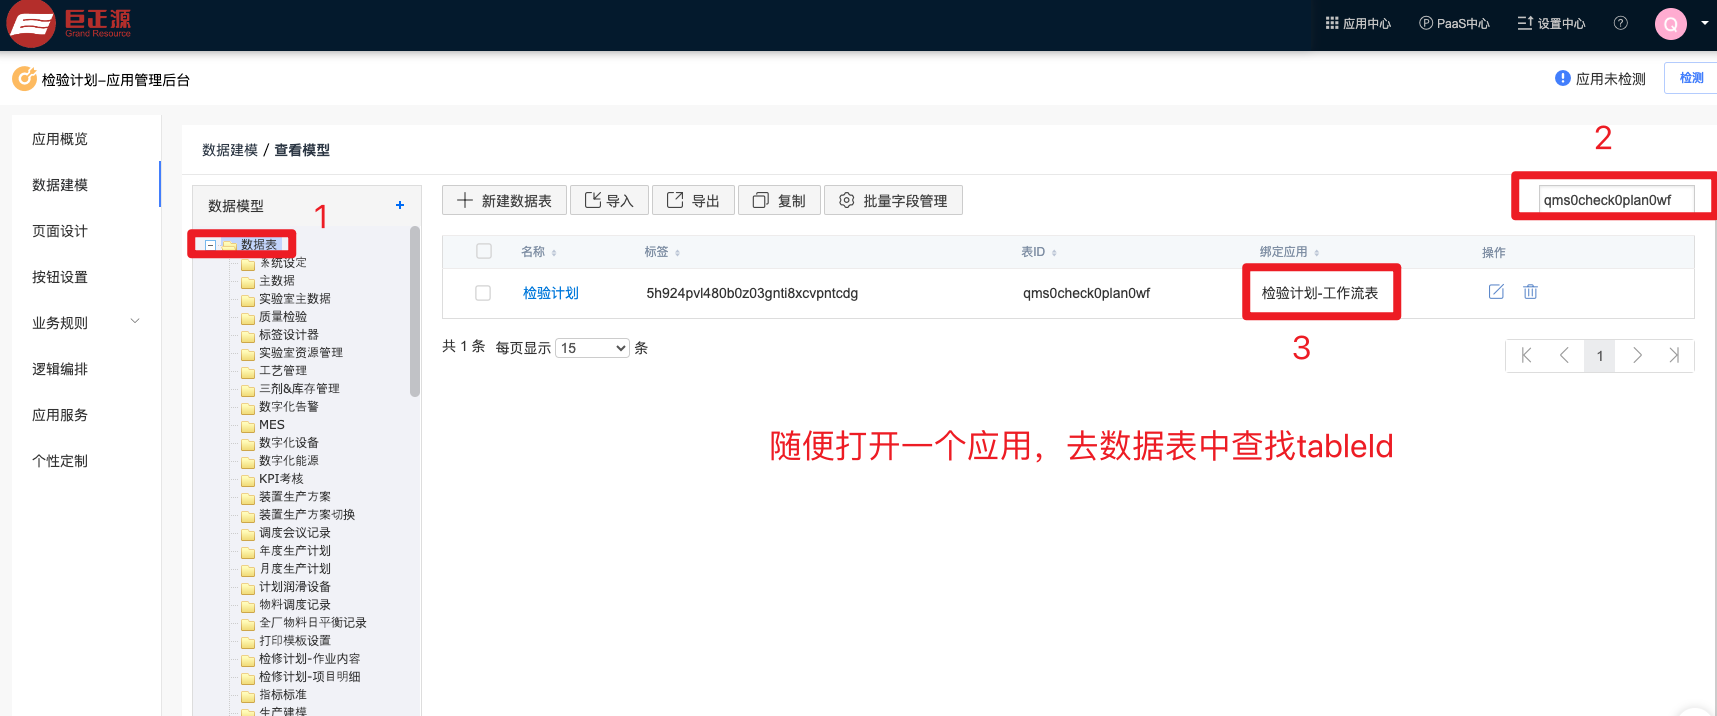 巨正源
Grand Resource
应用中心
PaaS中心
设置中心
Q
检验计划-应用管理后台
应用未检测
检测
应用概览
数据建模
页面设计
按钮设置
业务规则
逻辑编排
应用服务
个性定制
数据建模 / 查看模型
2
数据模型
1
数据表
系统设定
主数据
实验室主数据
质量检验
标签设计器
实验室资源管理
工艺管理
三剂&库存管理
数字化告警
MES
数字化设备
数字化能源
KPI考核
装置生产方案
装置生产方案切换
调度会议记录
年度生产计划
月度生产计划
计划润滑设备
物料调度记录
全厂物料日平衡记录
打印模板设置
检修计划-作业内容
检修计划-项目明细
指标标准
生产建模
新建数据表 导入 导出 复制 批量字段管理
qms0check0plan0wf
名称 标签 表ID 绑定应用 操作
检验计划 5h924pvl480b0z03gnti8xcvpntcdg qms0check0plan0wf 检验计划-工作流表
3
共 1 条 每页显示 15 条
1
随便打开一个应用，去数据表中查找tableId